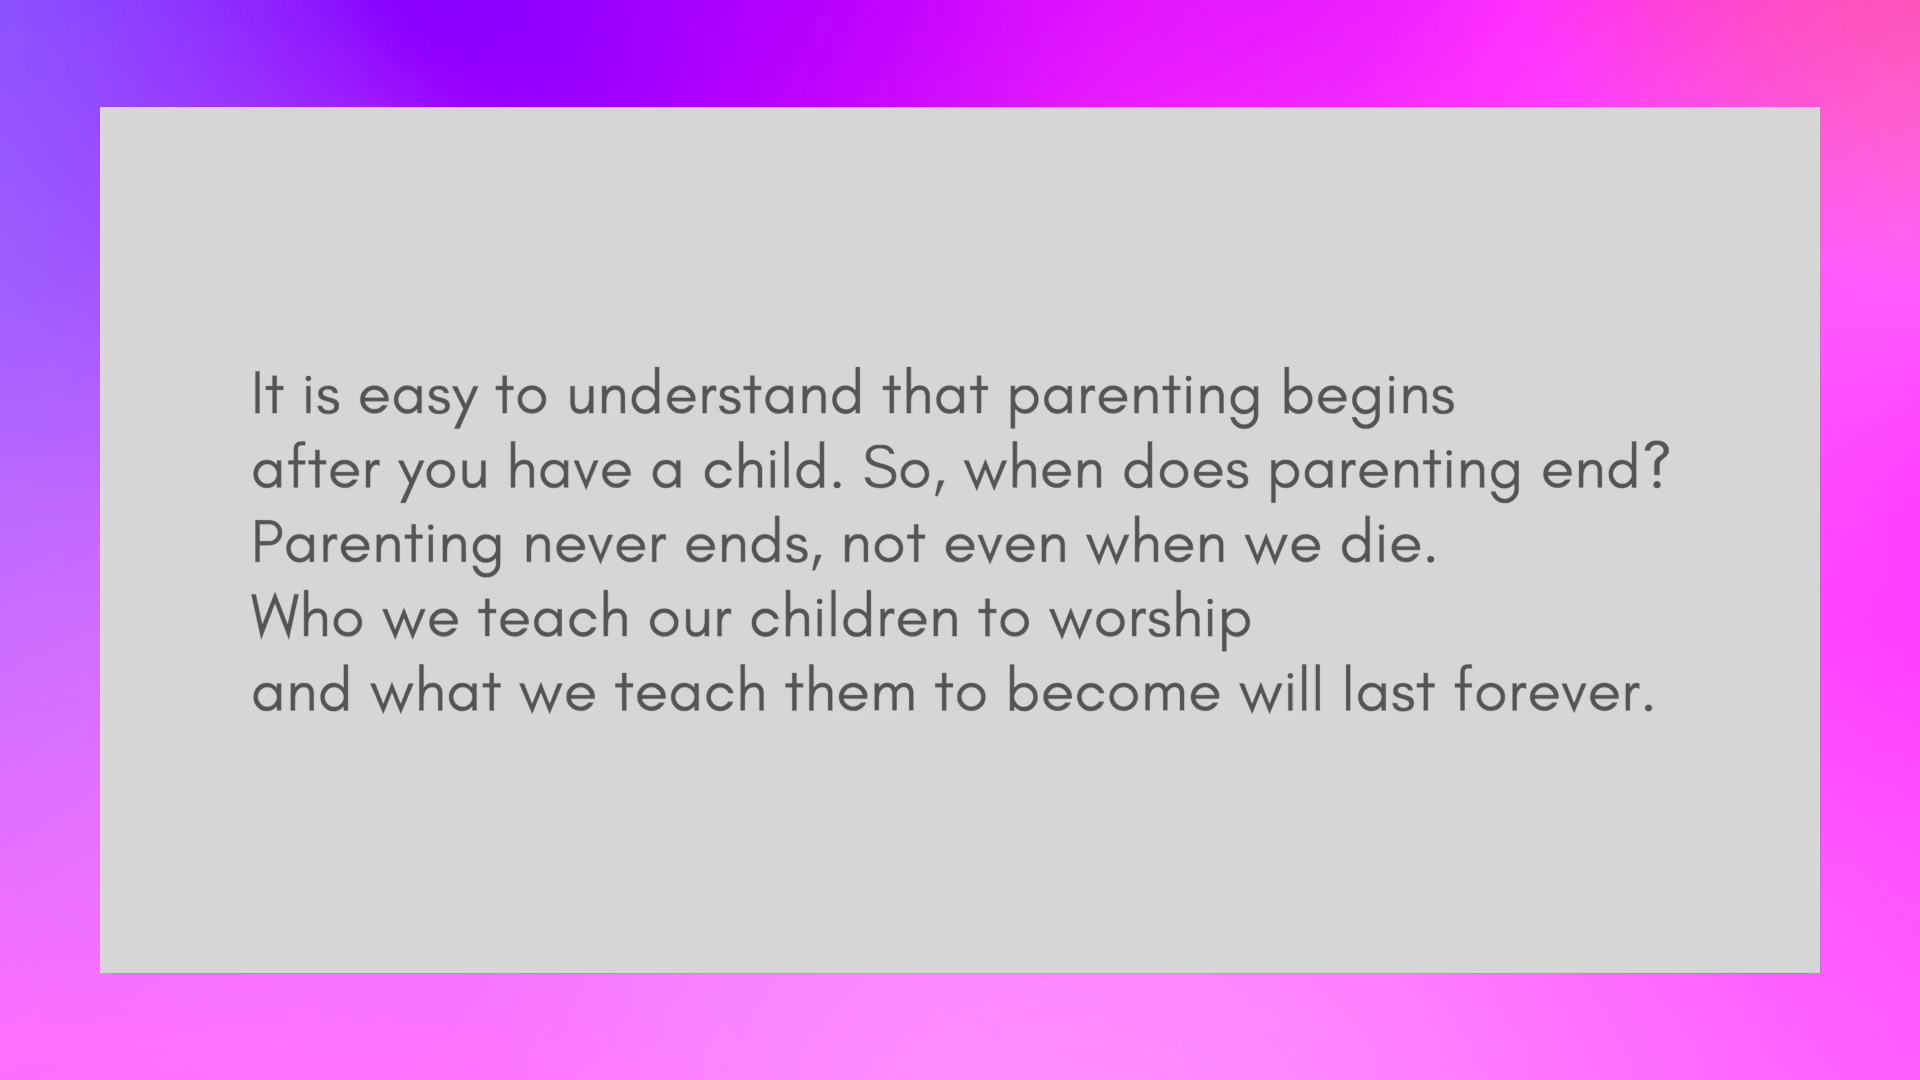 It is easy to understand that parenting begins
after you have a child. So, when does parenting end?
Parenting never ends, not even when we die.
Who we teach our children to worship
and what we teach them to become will last forever.